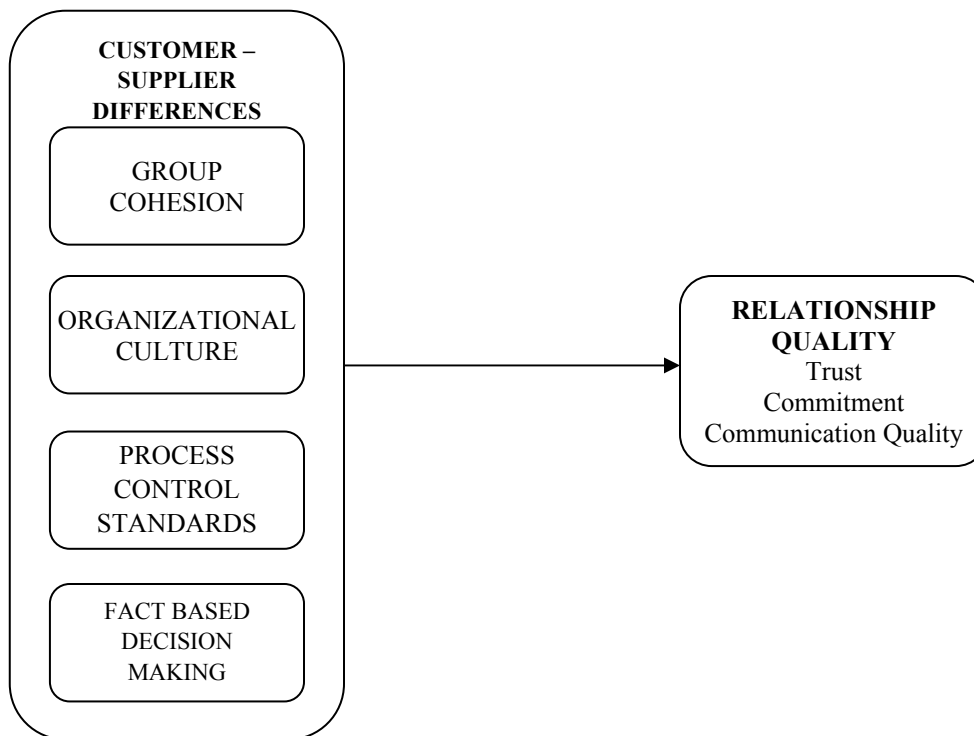 CUSTOMER –
SUPPLIER
DIFFERENCES
GROUP
COHESION
ORGANIZATIONAL
CULTURE
PROCESS
CONTROL
STANDARDS
FACT BASED
DECISION
MAKING
RELATIONSHIP
QUALITY
Trust
Commitment
Communication Quality